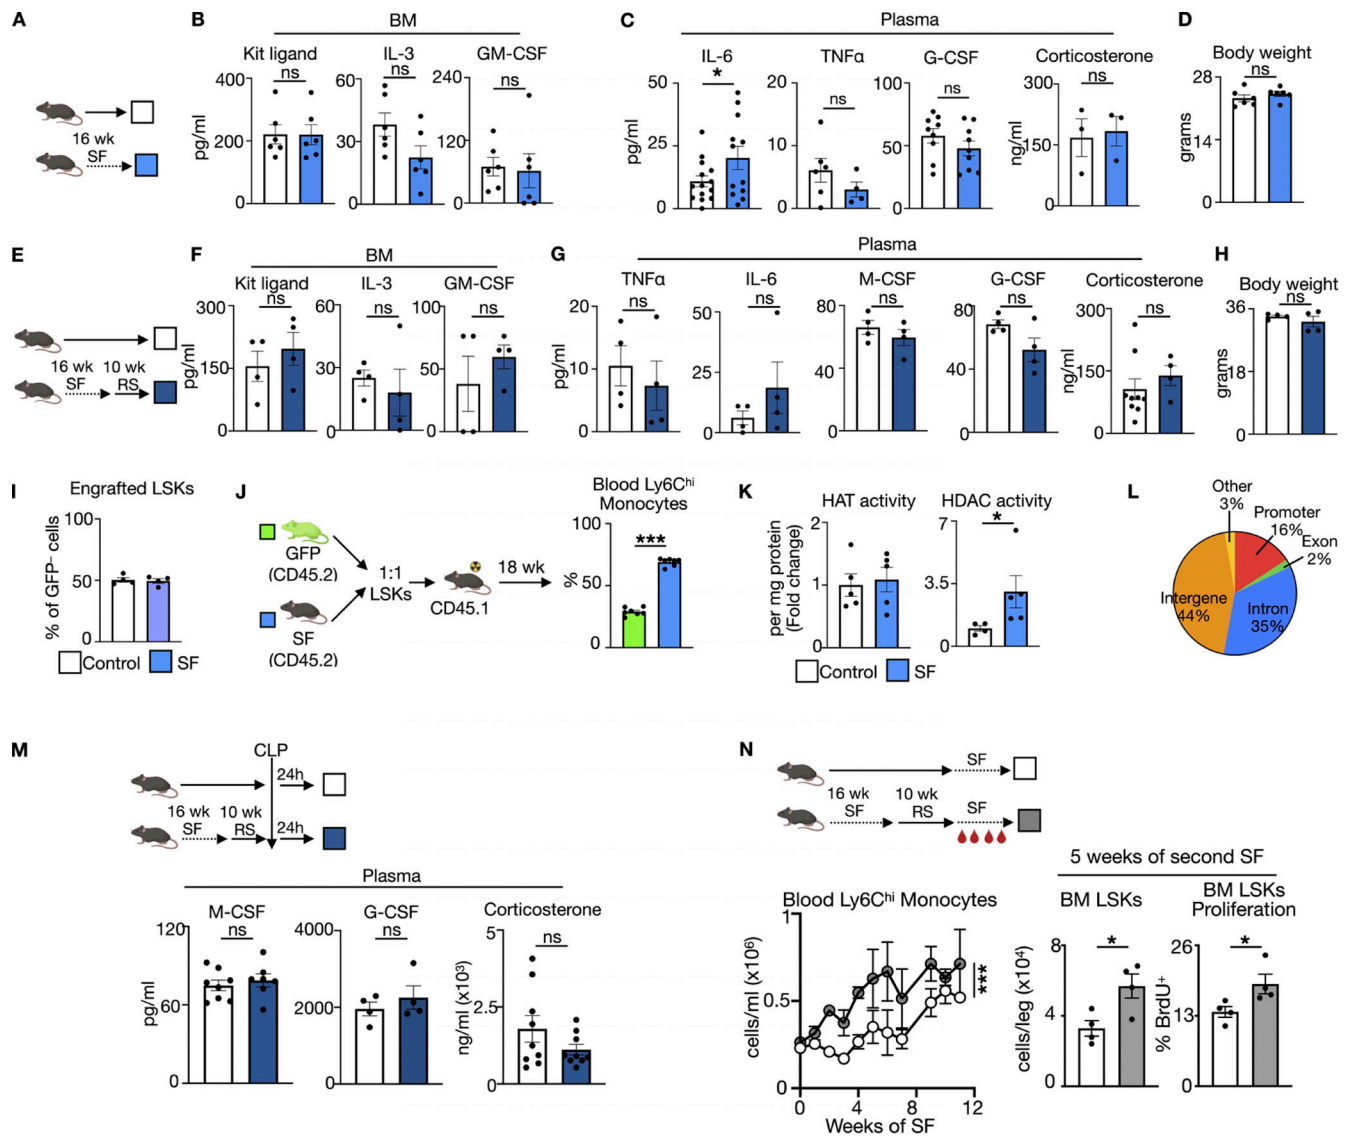 A
16 wk
SF
B
BM
Kit ligand
IL-3
GM-CSF
ns
ns
ns
pg/ml
400
200
0
60
30
0
240
120
0
C
Plasma
IL-6
TNFα
G-CSF
Corticosterone
*
ns
ns
ns
pg/ml
50
25
0
20
10
0
100
50
0
ng/ml
300
150
0
D
Body weight
ns
grams
28
14
0
E
16 wk
SF
10 wk
RS
F
BM
Kit ligand
IL-3
GM-CSF
ns
ns
ns
pg/ml
300
150
0
60
30
0
100
50
0
G
Plasma
TNFα
IL-6
M-CSF
G-CSF
Corticosterone
ns
ns
ns
ns
ns
pg/ml
20
10
0
50
25
0
80
40
0
80
40
0
ng/ml
300
150
0
H
Body weight
ns
grams
36
18
0
I
Engrafted LSKs
% of GFP⁻ cells
100
50
0
Control
SF
J
GFP
(CD45.2)
SF
(CD45.2)
1:1
LSKs
CD45.1
18 wk
Blood Ly6Cʰⁱ
Monocytes
***
%
100
50
0
K
HAT activity
HDAC activity
*
per mg protein
(Fold change)
2
1
0
7
3.5
0
Control
SF
L
Other
3%
Promoter
16%
Exon
2%
Intergene
44%
Intron
35%
M
CLP
24h
16 wk
SF
10 wk
RS
24h
Plasma
M-CSF
G-CSF
Corticosterone
ns
ns
ns
pg/ml
120
60
0
4000
2000
0
ng/ml (x10³)
5
2.5
0
N
SF
16 wk
SF
10 wk
RS
SF
Blood Ly6Cʰⁱ Monocytes
cells/ml (x10⁶)
1
0.5
0
***
0
4
8
12
Weeks of SF
5 weeks of second SF
BM LSKs
BM LSKs
Proliferation
*
*
cells/leg (x10⁴)
8
4
0
% BrdU⁺
26
13
0